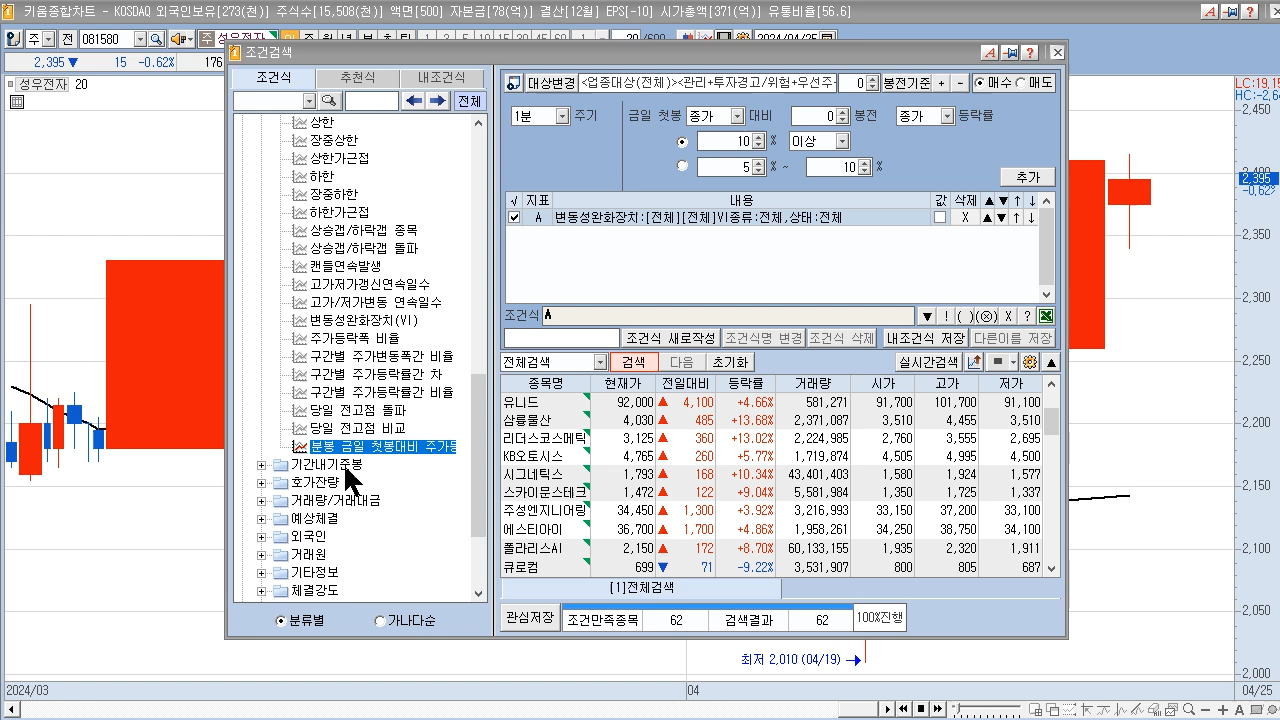 키움종합차트 - KOSDAQ 외국인보유[273(천)] 주식수[15,508(천)] 액면[500] 자본금[78(억)] 결산[12월] EPS[-10] 시가총액[371(억)] 유통비율[56.6]
주 전 081580
2,395 ▼ 15 -0.62% 176
성우전자 20
조건검색
조건식 추천식 내조건식
전체
상한
장중상한
상한가근접
하한
장중하한
하한가근접
상승갭/하락갭 종목
상승갭/하락갭 돌파
캔들연속발생
고가저가갱신연속일수
고가/저가변동 연속일수
변동성완화장치(VI)
주가등락폭 비율
구간별 주가변동폭간 비율
구간별 주가등락률간 차
구간별 주가등락률간 비율
당일 전고점 돌파
당일 전고점 비교
분봉 금일 첫봉대비 주가등
기간내기준봉
호가잔량
거래량/거래대금
예상체결
외국인
거래원
기타정보
체결강도
분류별 가나다순
대상변경 <업종대상(전체)><관리+투자경고/위험+우선주 0 봉전기준 + - 매수 매도
1분 주기 금일 첫봉 종가 대비 0 봉전 종가 등락률
10 % 이상
5 % ~ 10 %
추가
√ 지표 내용 값 삭제 ▲ ▼ ↑ ↓
A 변동성완화장치:[전체][전체]VI종류:전체,상태:전체 X ▲ ▼ ↑ ↓
조건식 A ▼ ! ( ) (⊗) X ?
조건식 새로작성 조건식명 변경 조건식 삭제 내조건식 저장 다른이름 저장
전체검색 검색 다음 초기화 실시간검색
종목명 현재가 전일대비 등락률 거래량 시가 고가 저가
유니드 92,000 ▲ 4,100 +4.66% 581,271 91,700 101,700 91,100
삼륭물산 4,030 ▲ 485 +13.68% 2,371,087 3,510 4,455 3,510
리더스코스메틱 3,125 ▲ 360 +13.02% 2,224,985 2,760 3,555 2,695
KB오토시스 4,765 ▲ 260 +5.77% 1,719,874 4,505 4,995 4,500
시그네틱스 1,793 ▲ 168 +10.34% 43,401,403 1,580 1,924 1,577
스카이문스테크 1,472 ▲ 122 +9.04% 5,581,984 1,350 1,725 1,337
주성엔지니어링 34,450 ▲ 1,300 +3.92% 3,216,993 33,150 37,200 33,100
에스티아이 36,700 ▲ 1,700 +4.86% 1,958,261 34,250 38,750 34,100
폴라리스AI 2,150 ▲ 172 +8.70% 60,133,155 1,935 2,320 1,911
큐로컴 699 ▼ 71 -9.22% 3,531,907 800 805 687
[1]전체검색
관심저장 조건만족종목 62 검색결과 62 100%진행
LC:19,15
HC:-2,6
2,450
2,400
2,395
-0.62%
2,350
2,300
2,250
2,200
2,150
2,100
2,050
2,000
최저 2,010 (04/19) →
2024/03 04 04/25